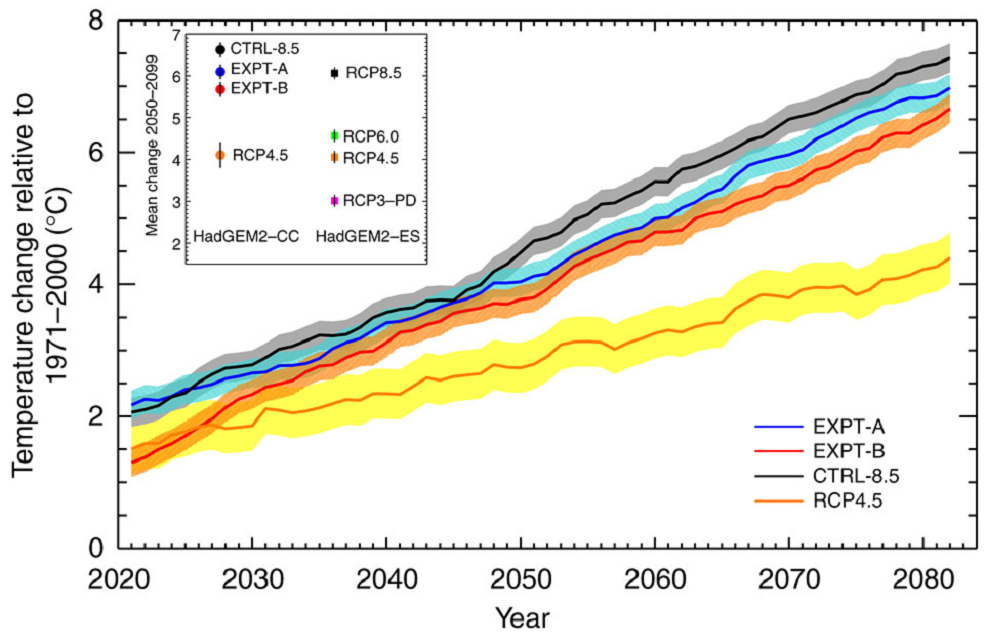 8
6
4
2
0
Temperature change relative to
1971–2000 (°C)
7
6
5
4
3
2
Mean change 2050–2099
CTRL-8.5
EXPT-A
EXPT-B
RCP4.5
HadGEM2–CC
RCP8.5
RCP6.0
RCP4.5
RCP3–PD
HadGEM2–ES
EXPT-A
EXPT-B
CTRL-8.5
RCP4.5
2020 2030 2040 2050 2060 2070 2080
Year